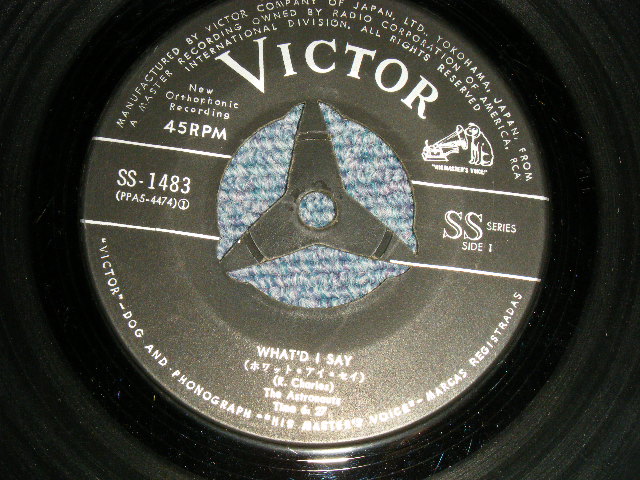 MANUFACTURED BY VICTOR COMPANY OF JAPAN, LTD., YOKOHAMA, JAPAN, FROM
A MASTER RECORDING OWNED BY RADIO CORPORATION OF AMERICA, RCA
INTERNATIONAL DIVISION. ALL RIGHTS RESERVED
VICTOR
New
Orthophonic
Recording
45RPM
"HIS MASTER'S VOICE"
SS-1483
(PPA5-4474)Ⓘ
SS SERIES
SIDE 1
WHAT'D I SAY
(ホワット・アイ・セイ)
(R. Charles)
The Astronauts
Time
"VICTOR"-DOG AND PHONOGRAPH-"HIS MASTER'S VOICE"-MARCAS REGISTRADAS